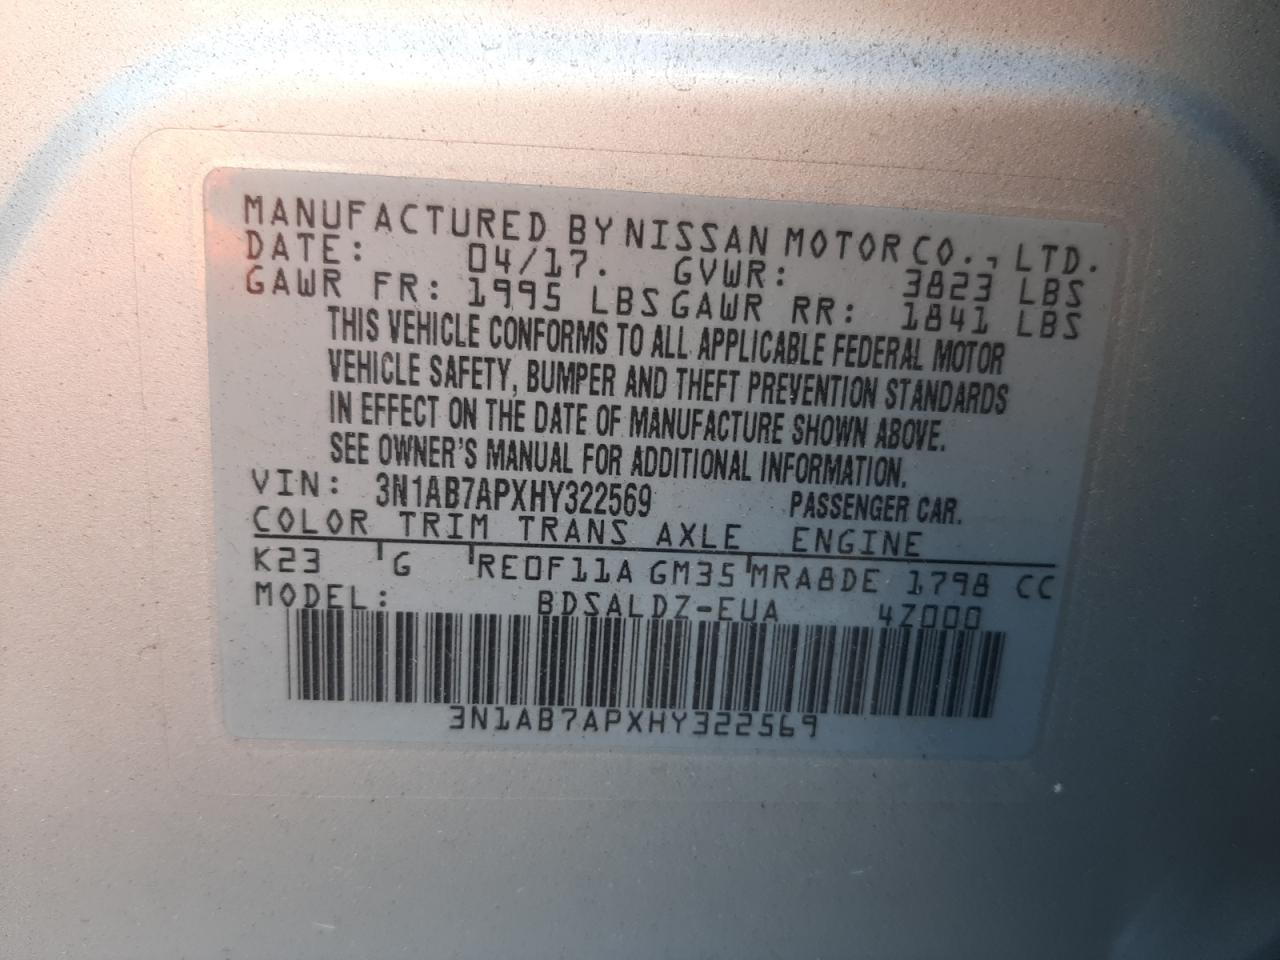 MANUFACTURED BY NISSAN MOTOR CO., LTD.
DATE: 04/17. GVWR: 3823 LBS
GAWR FR: 1995 LBS GAWR RR: 1841 LBS
THIS VEHICLE CONFORMS TO ALL APPLICABLE FEDERAL MOTOR
VEHICLE SAFETY, BUMPER AND THEFT PREVENTION STANDARDS
IN EFFECT ON THE DATE OF MANUFACTURE SHOWN ABOVE.
SEE OWNER'S MANUAL FOR ADDITIONAL INFORMATION.
VIN: 3N1AB7APXHY322569 PASSENGER CAR.
COLOR TRIM TRANS AXLE ENGINE
K23 G RE0F11A GM35 MRA8DE 1798 CC
MODEL: BDSALDZ-EUA 4Z000
3N1AB7APXHY322569